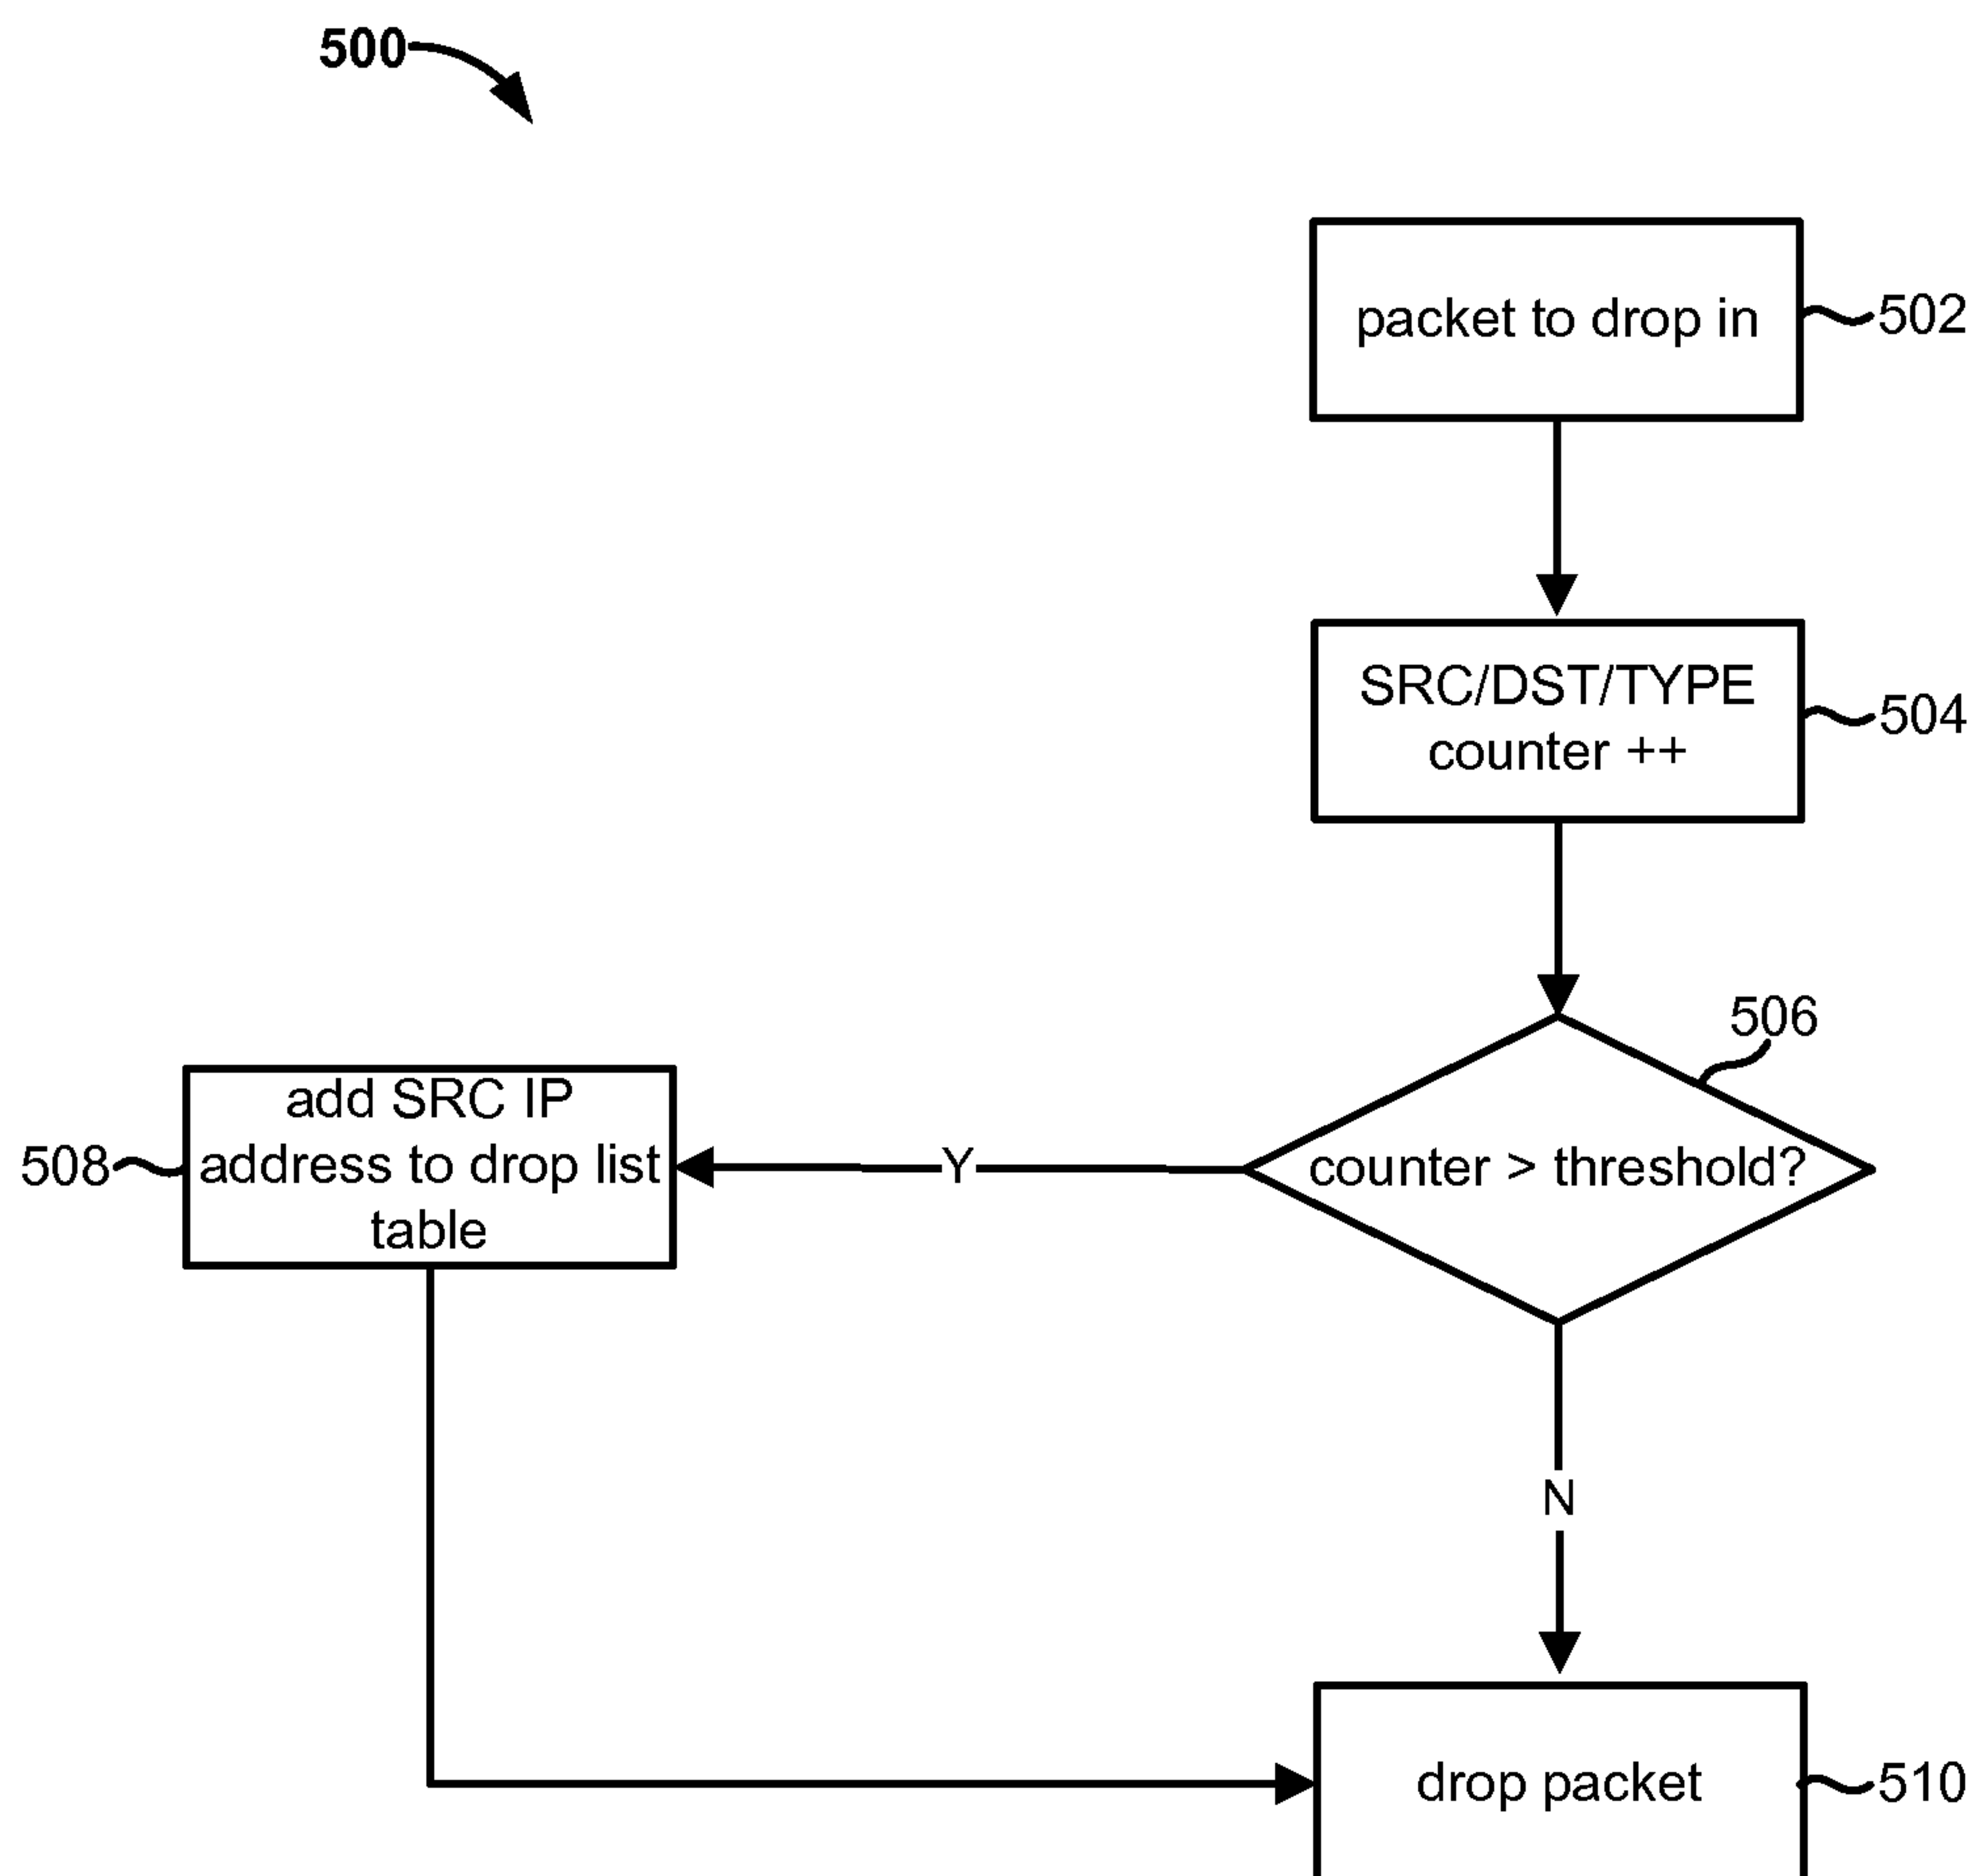 500
packet to drop in
502
SRC/DST/TYPE
counter ++
504
506
counter > threshold?
Y
add SRC IP
address to drop list
table
508
N
drop packet
510